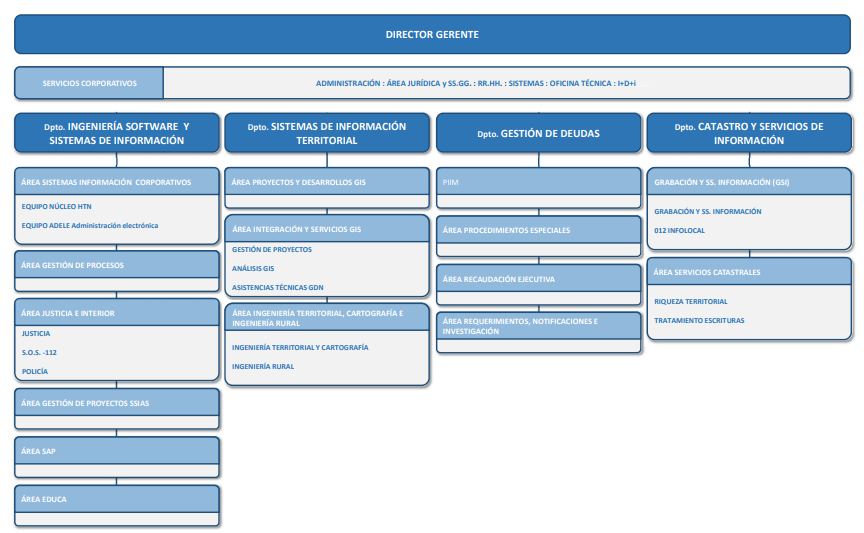 DIRECTOR GERENTE
SERVICIOS CORPORATIVOS
ADMINISTRACIÓN : ÁREA JURÍDICA y SS.GG. : RR.HH. : SISTEMAS : OFICINA TÉCNICA : I+D+i
Dpto. INGENIERÍA SOFTWARE Y
SISTEMAS DE INFORMACIÓN
ÁREA SISTEMAS INFORMACIÓN CORPORATIVOS
EQUIPO NÚCLEO HTN
EQUIPO ADELE Administración electrónica
ÁREA GESTIÓN DE PROCESOS
ÁREA JUSTICIA E INTERIOR
JUSTICIA
S.O.S. -112
POLICÍA
ÁREA GESTIÓN DE PROYECTOS SSIAS
ÁREA SAP
ÁREA EDUCA
Dpto. SISTEMAS DE INFORMACIÓN
TERRITORIAL
ÁREA PROYECTOS Y DESARROLLOS GIS
ÁREA INTEGRACIÓN Y SERVICIOS GIS
GESTIÓN DE PROYECTOS
ANÁLISIS GIS
ASISTENCIAS TÉCNICAS GDN
ÁREA INGENIERÍA TERRITORIAL, CARTOGRAFÍA E
INGENIERÍA RURAL
INGENIERÍA TERRITORIAL Y CARTOGRAFÍA
INGENIERÍA RURAL
Dpto. GESTIÓN DE DEUDAS
PIIM
ÁREA PROCEDIMIENTOS ESPECIALES
ÁREA RECAUDACIÓN EJECUTIVA
ÁREA REQUERIMIENTOS, NOTIFICACIONES E
INVESTIGACIÓN
Dpto. CATASTRO Y SERVICIOS DE
INFORMACIÓN
GRABACIÓN Y SS. INFORMACIÓN (GSI)
GRABACIÓN Y SS. INFORMACIÓN
012 INFOLOCAL
ÁREA SERVICIOS CATASTRALES
RIQUEZA TERRITORIAL
TRATAMIENTO ESCRITURAS